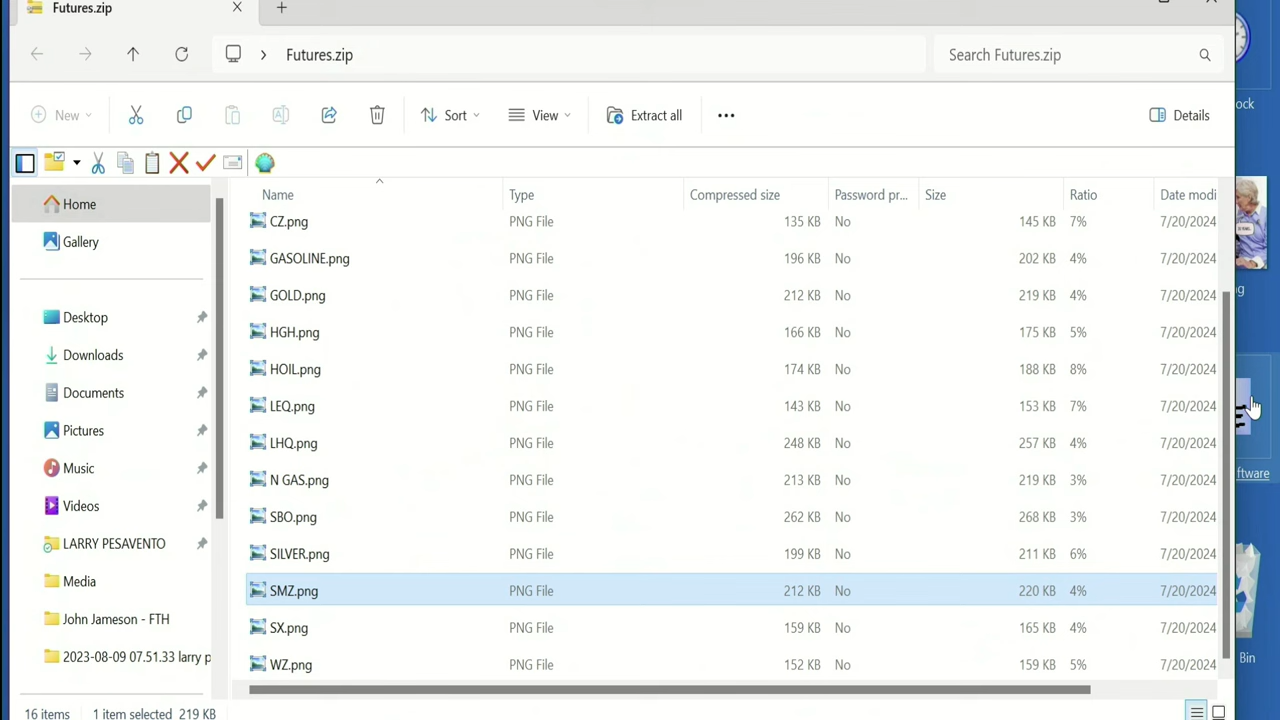 Futures.zip
Futures.zip
Search Futures.zip
New
Sort
View
Extract all
Details
Name Type Compressed size Password pr... Size Ratio Date modi
CZ.png PNG File 135 KB No 145 KB 7% 7/20/2024
GASOLINE.png PNG File 196 KB No 202 KB 4% 7/20/2024
GOLD.png PNG File 212 KB No 219 KB 4% 7/20/2024
HGH.png PNG File 166 KB No 175 KB 5% 7/20/2024
HOIL.png PNG File 174 KB No 188 KB 8% 7/20/2024
LEQ.png PNG File 143 KB No 153 KB 7% 7/20/2024
LHQ.png PNG File 248 KB No 257 KB 4% 7/20/2024
N GAS.png PNG File 213 KB No 219 KB 3% 7/20/2024
SBO.png PNG File 262 KB No 268 KB 3% 7/20/2024
SILVER.png PNG File 199 KB No 211 KB 6% 7/20/2024
SMZ.png PNG File 212 KB No 220 KB 4% 7/20/2024
SX.png PNG File 159 KB No 165 KB 4% 7/20/2024
WZ.png PNG File 152 KB No 159 KB 5% 7/20/2024
Home
Gallery
Desktop
Downloads
Documents
Pictures
Music
Videos
LARRY PESAVENTO
Media
John Jameson - FTH
2023-08-09 07.51.33 larry p
16 items 1 item selected 219 KB
ock
ng
ftware
Bin